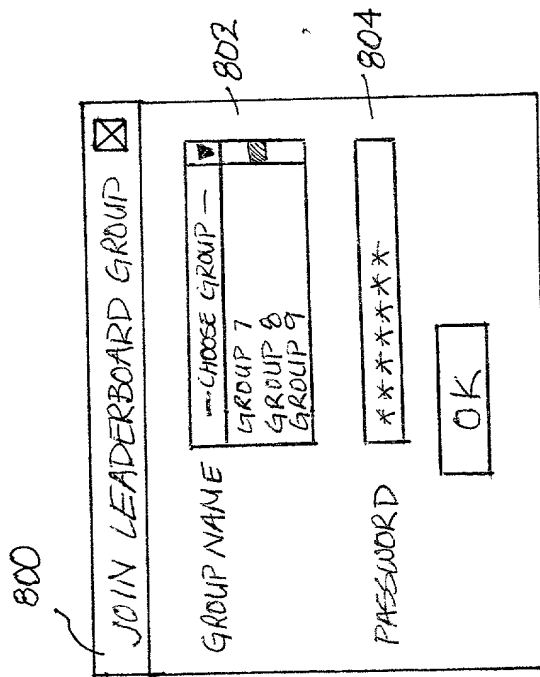 800
JOIN LEADERBOARD GROUP
GROUP NAME
—CHOOSE GROUP—
802
GROUP 7
GROUP 8
GROUP 9
PASSWORD
*******
804
OK